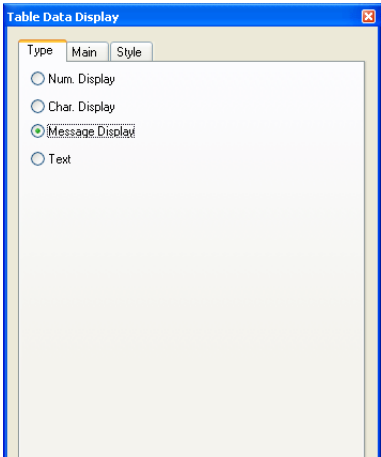 Table Data Display
Type Main Style
Num. Display
Char. Display
Message Display
Text